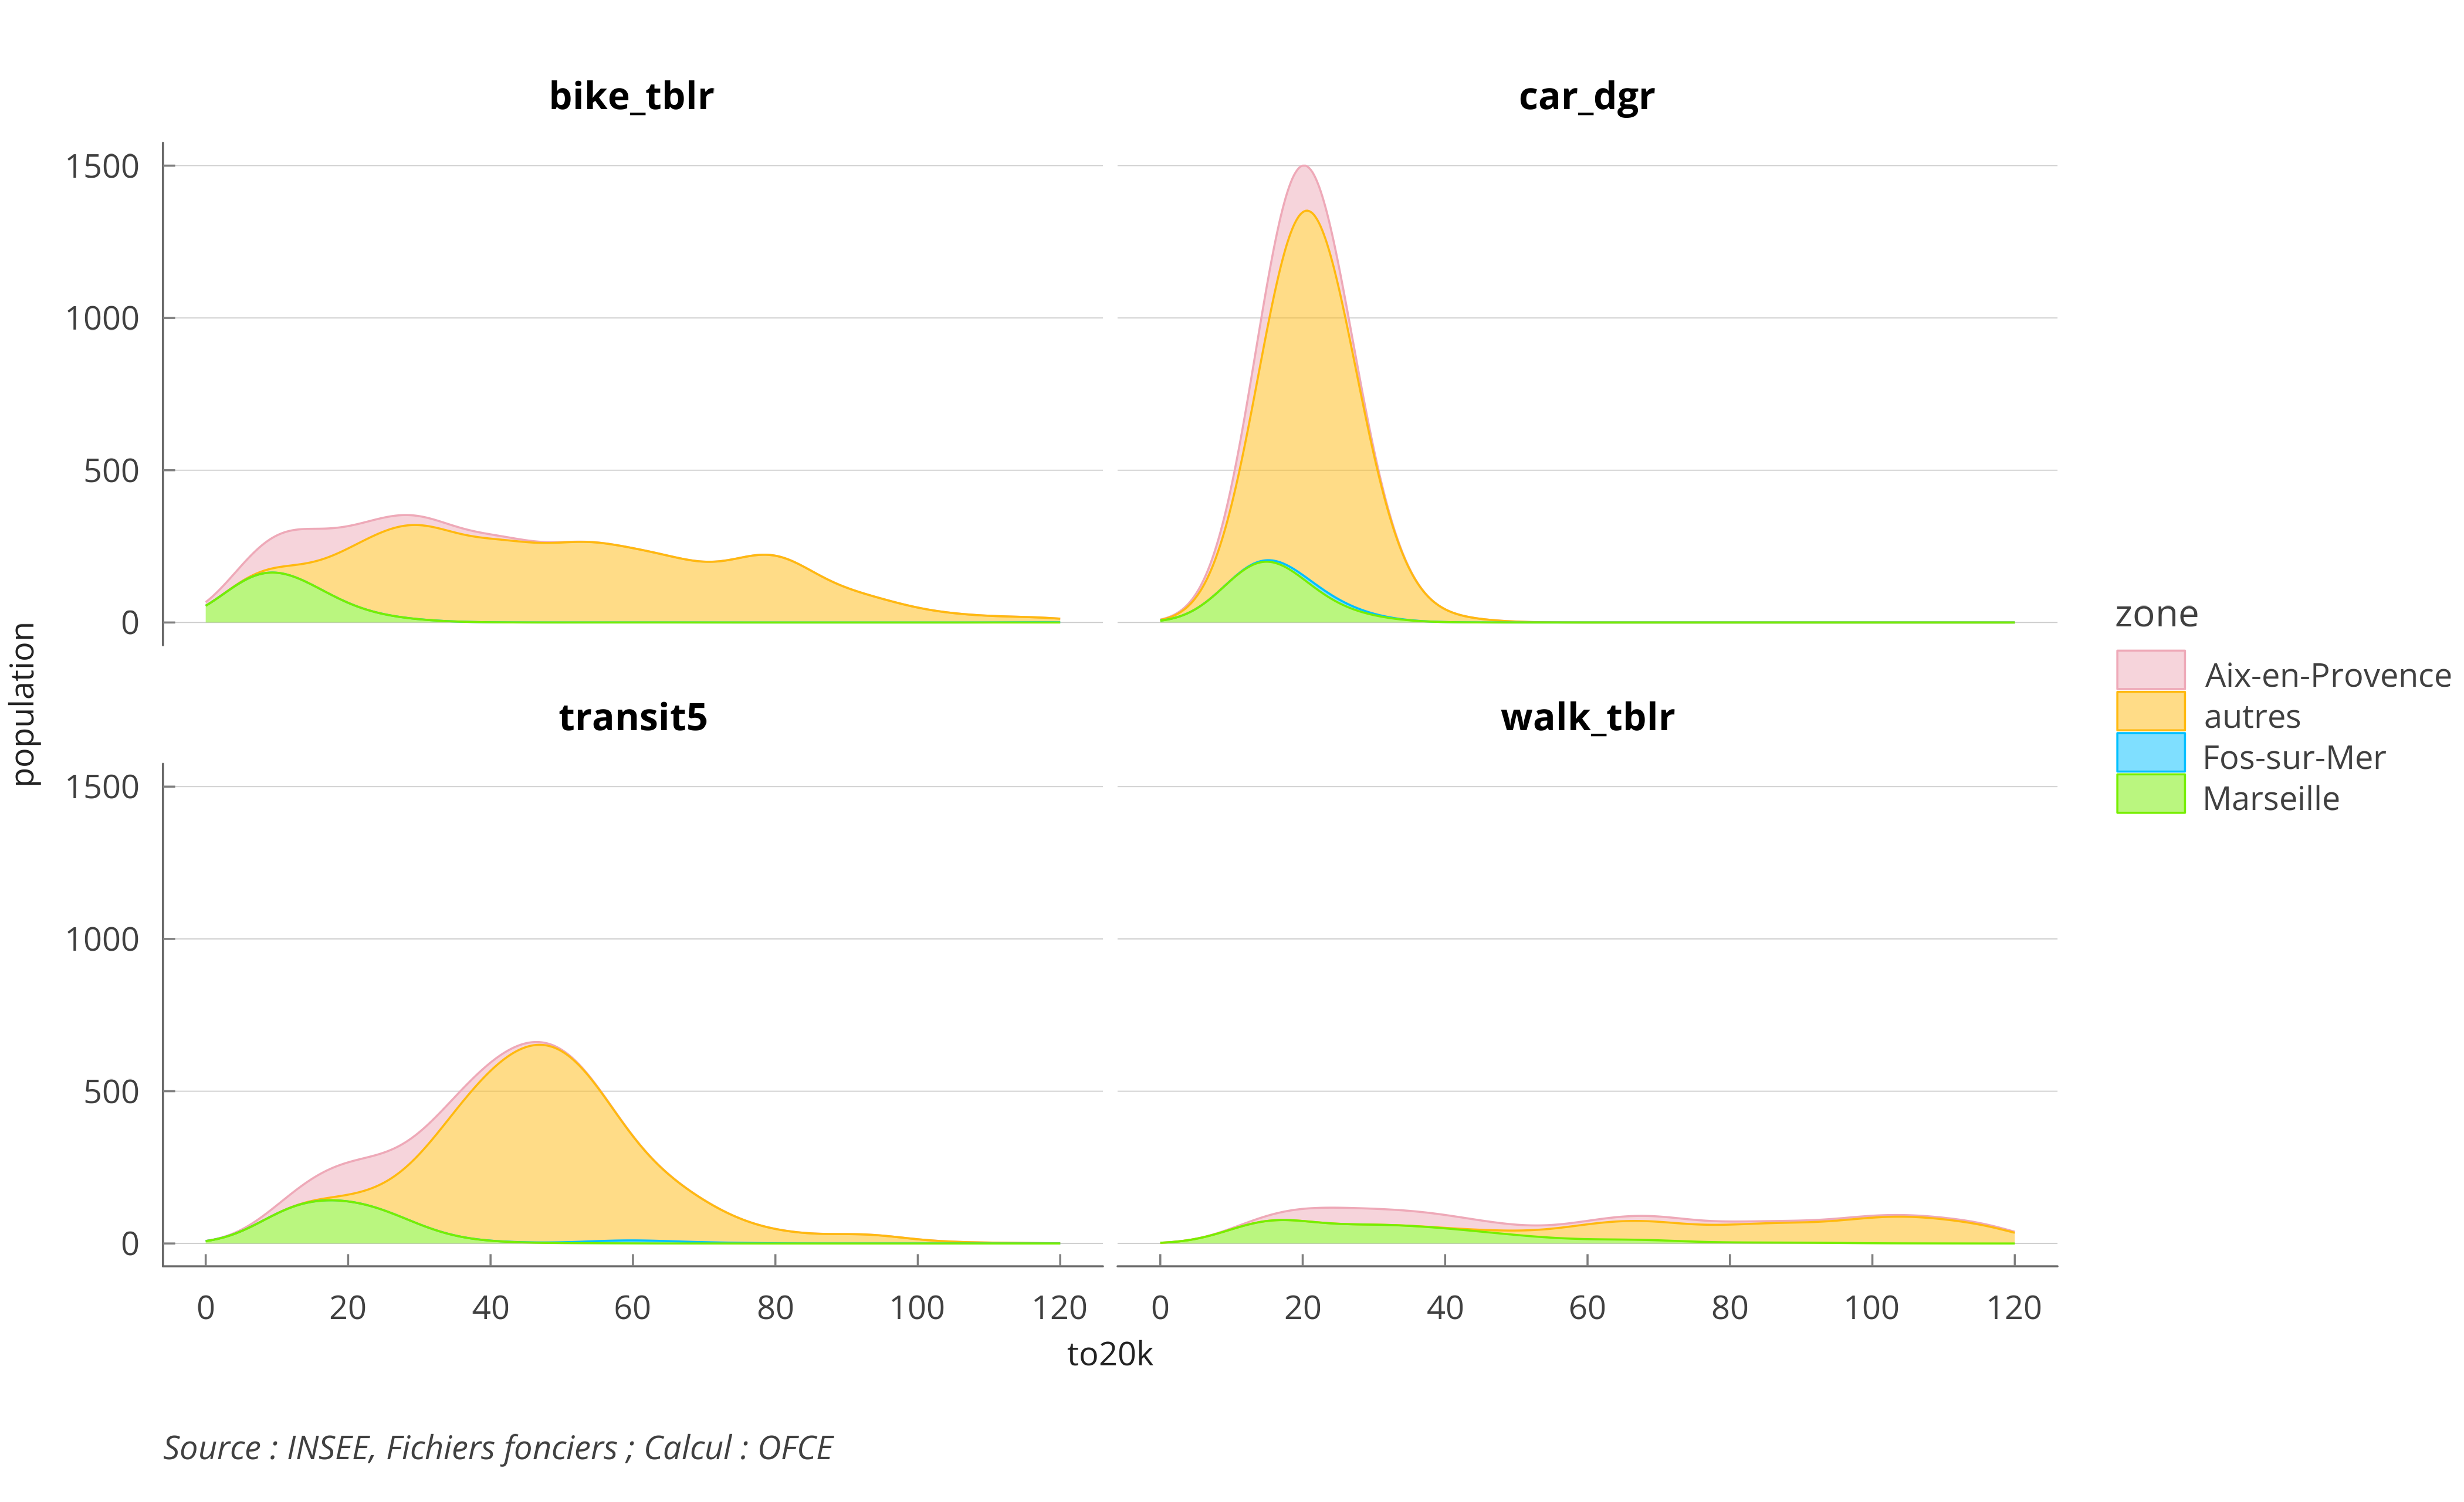 bike_tblr
car_dgr
1500
1000
500
0
population
transit5
walk_tblr
1500
1000
500
0
0 20 40 60 80 100 120
0 20 40 60 80 100 120
to20k
zone
Aix-en-Provence
autres
Fos-sur-Mer
Marseille
Source : INSEE, Fichiers fonciers ; Calcul : OFCE